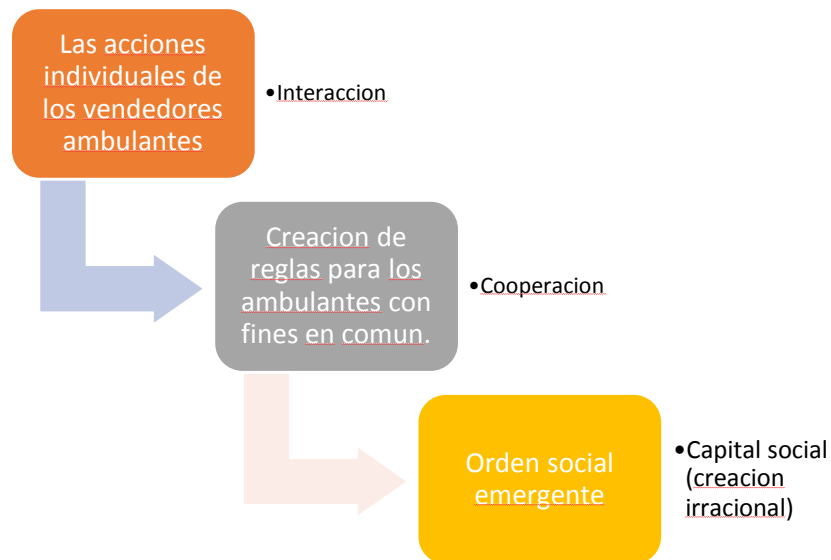 Las acciones
individuales de
los vendedores
ambulantes
•Interaccion
Creacion de
reglas para los
ambulantes con
fines en comun.
•Cooperacion
Orden social
emergente
•Capital social
(creacion
irracional)